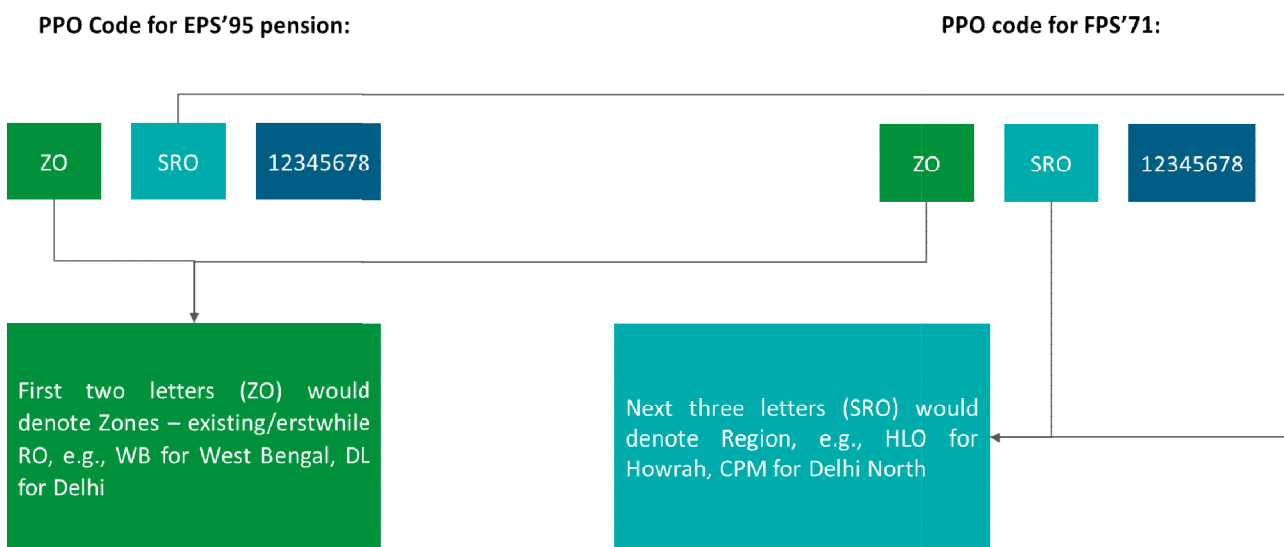 PPO Code for EPS’95 pension:
PPO code for FPS’71:
ZO
SRO
12345678
ZO
SRO
12345678
First two letters (ZO) would
denote Zones – existing/erstwhile
RO, e.g., WB for West Bengal, DL
for Delhi
Next three letters (SRO) would
denote Region, e.g., HLO for
Howrah, CPM for Delhi North